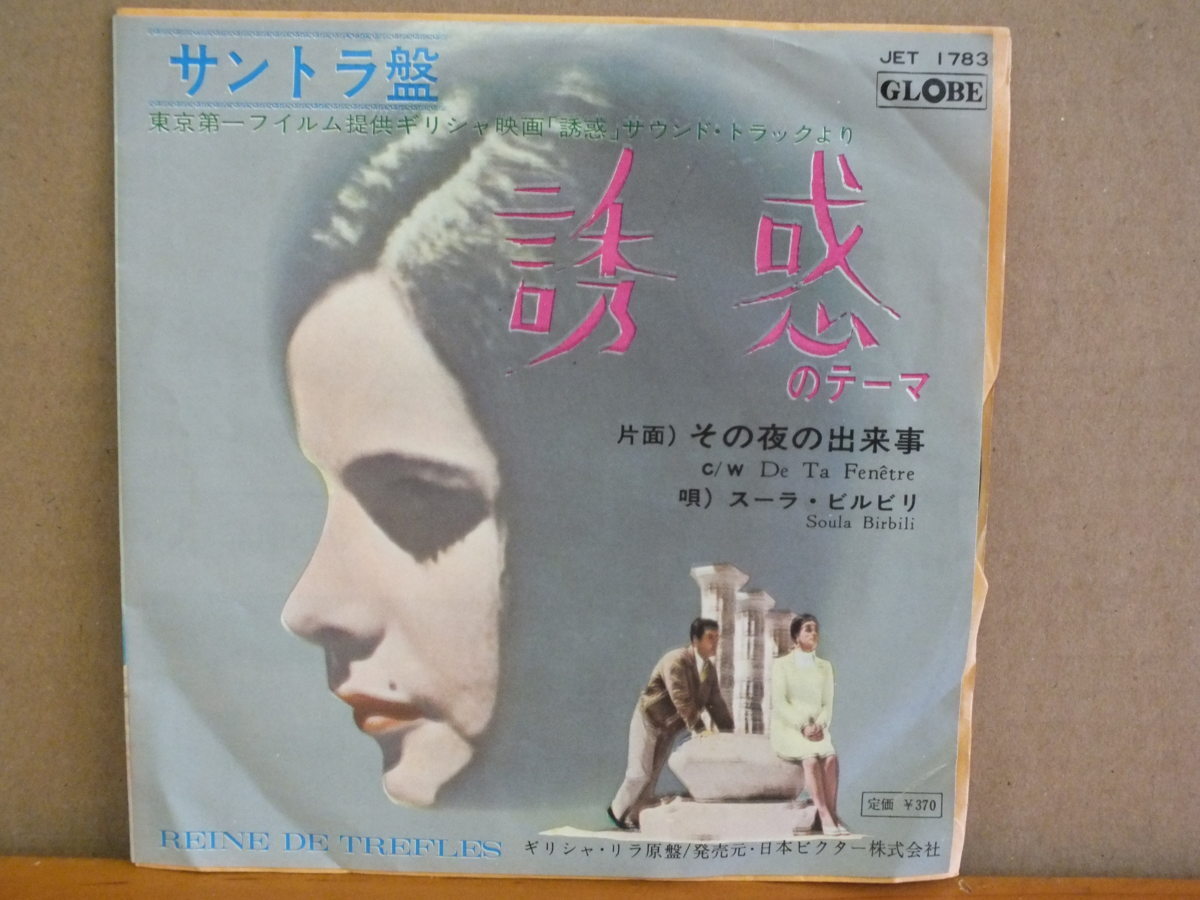 サントラ盤
JET 1783
GLOBE
東京第一フイルム提供ギリシャ映画「誘惑」サウンド・トラックより
誘惑
のテーマ
片面）その夜の出来事
c/w De Ta Fenêtre
唄）スーラ・ビルビリ
Soula Birbili
定価 ¥370
REINE DE TREFLES
ギリシャ・リラ原盤/発売元・日本ビクター株式会社